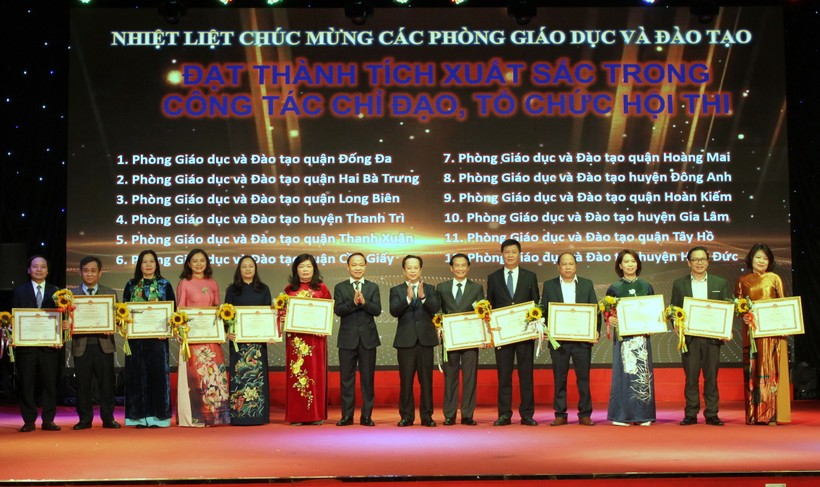 NHIỆT LIỆT CHÚC MỪNG CÁC PHÒNG GIÁO DỤC VÀ ĐÀO TẠO
ĐẠT THÀNH TÍCH XUẤT SẮC TRONG
CÔNG TÁC CHỈ ĐẠO, TỔ CHỨC HỘI THI
1. Phòng Giáo dục và Đào tạo quận Đống Đa
2. Phòng Giáo dục và Đào tạo quận Hai Bà Trưng
3. Phòng Giáo dục và Đào tạo quận Long Biên
4. Phòng Giáo dục và Đào tạo huyện Thanh Trì
5. Phòng Giáo dục và Đào tạo quận Thanh Xuân
6. Phòng Giáo dục và Đào tạo quận Cầu Giấy
7. Phòng Giáo dục và Đào tạo quận Hoàng Mai
8. Phòng Giáo dục và Đào tạo huyện Đông Anh
9. Phòng Giáo dục và Đào tạo quận Hoàn Kiếm
10. Phòng Giáo dục và Đào tạo huyện Gia Lâm
11. Phòng Giáo dục và Đào tạo quận Tây Hồ
Phòng Giáo dục và Đào tạo huyện Đức